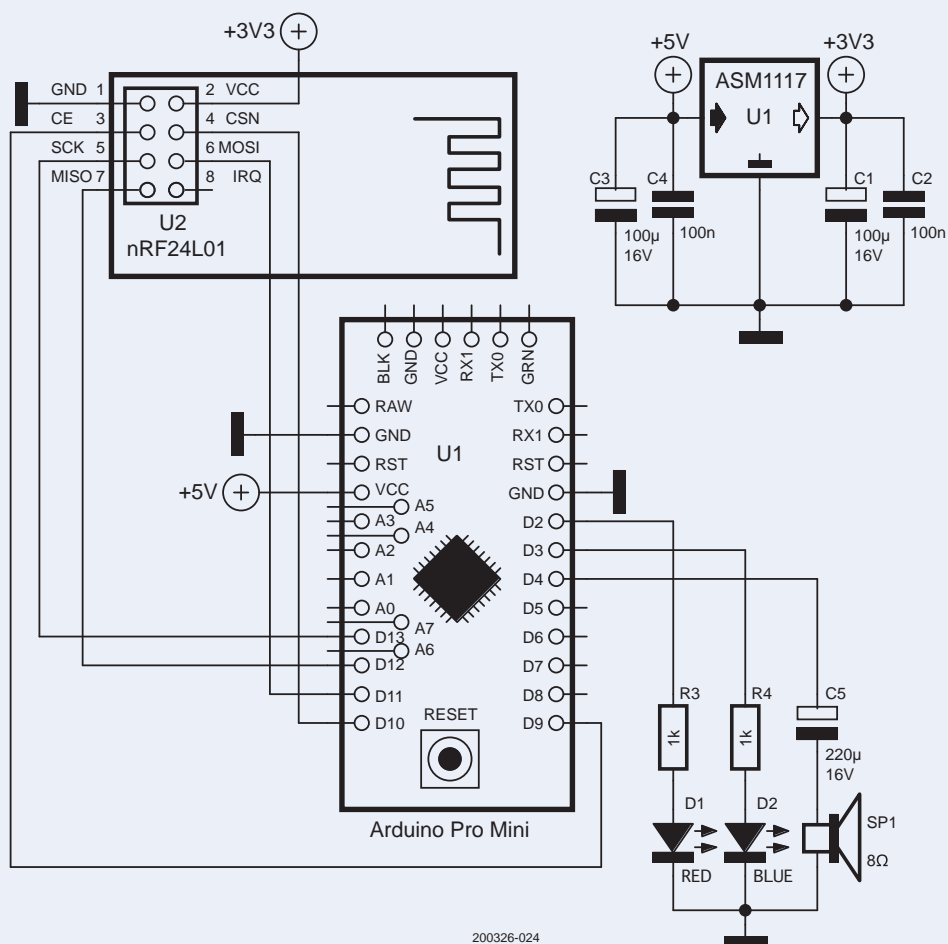 +3V3
GND 1
2 VCC
CE 3
4 CSN
SCK 5
6 MOSI
MISO 7
8 IRQ
U2
nRF24L01
+5V
+3V3
ASM1117
U1
C3
C4
C1
C2
100µ
16V
100n
100µ
16V
100n
BLK
GND
VCC
RX1
TX0
GRN
RAW
TX0
GND
RX1
U1
RST
RST
+5V
VCC
GND
A5
A3
D2
A4
A2
D3
A1
D4
A0
D5
A7
D13
D6
A6
D12
D7
D11
D8
D10
D9
RESET
Arduino Pro Mini
R3
1k
R4
1k
C5
220µ
16V
D1
RED
D2
BLUE
SP1
8Ω
200326-024